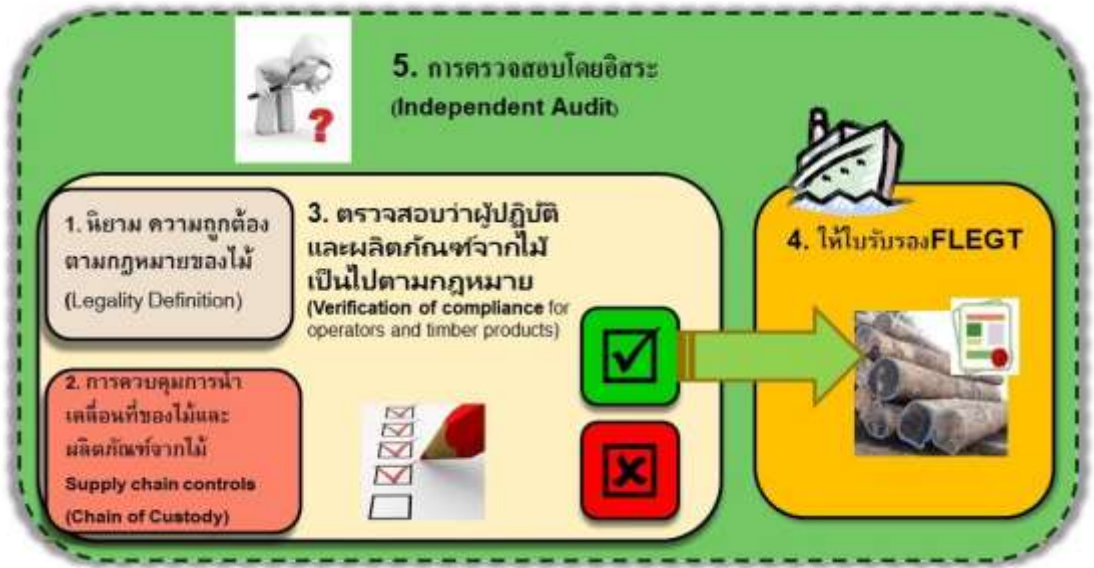 5. การตรวจสอบโดยอิสระ
(Independent Audit)
1. นิยาม ความถูกต้อง
ตามกฎหมายของไม้
(Legality Definition)
2. การควบคุมการนำ
เคลื่อนที่ของไม้และ
ผลิตภัณฑ์จากไม้
Supply chain controls
(Chain of Custody)
3. ตรวจสอบว่าผู้ปฏิบัติ
และผลิตภัณฑ์จากไม้
เป็นไปตามกฎหมาย
(Verification of compliance for
operators and timber products)
4. ให้ใบรับรองFLEGT